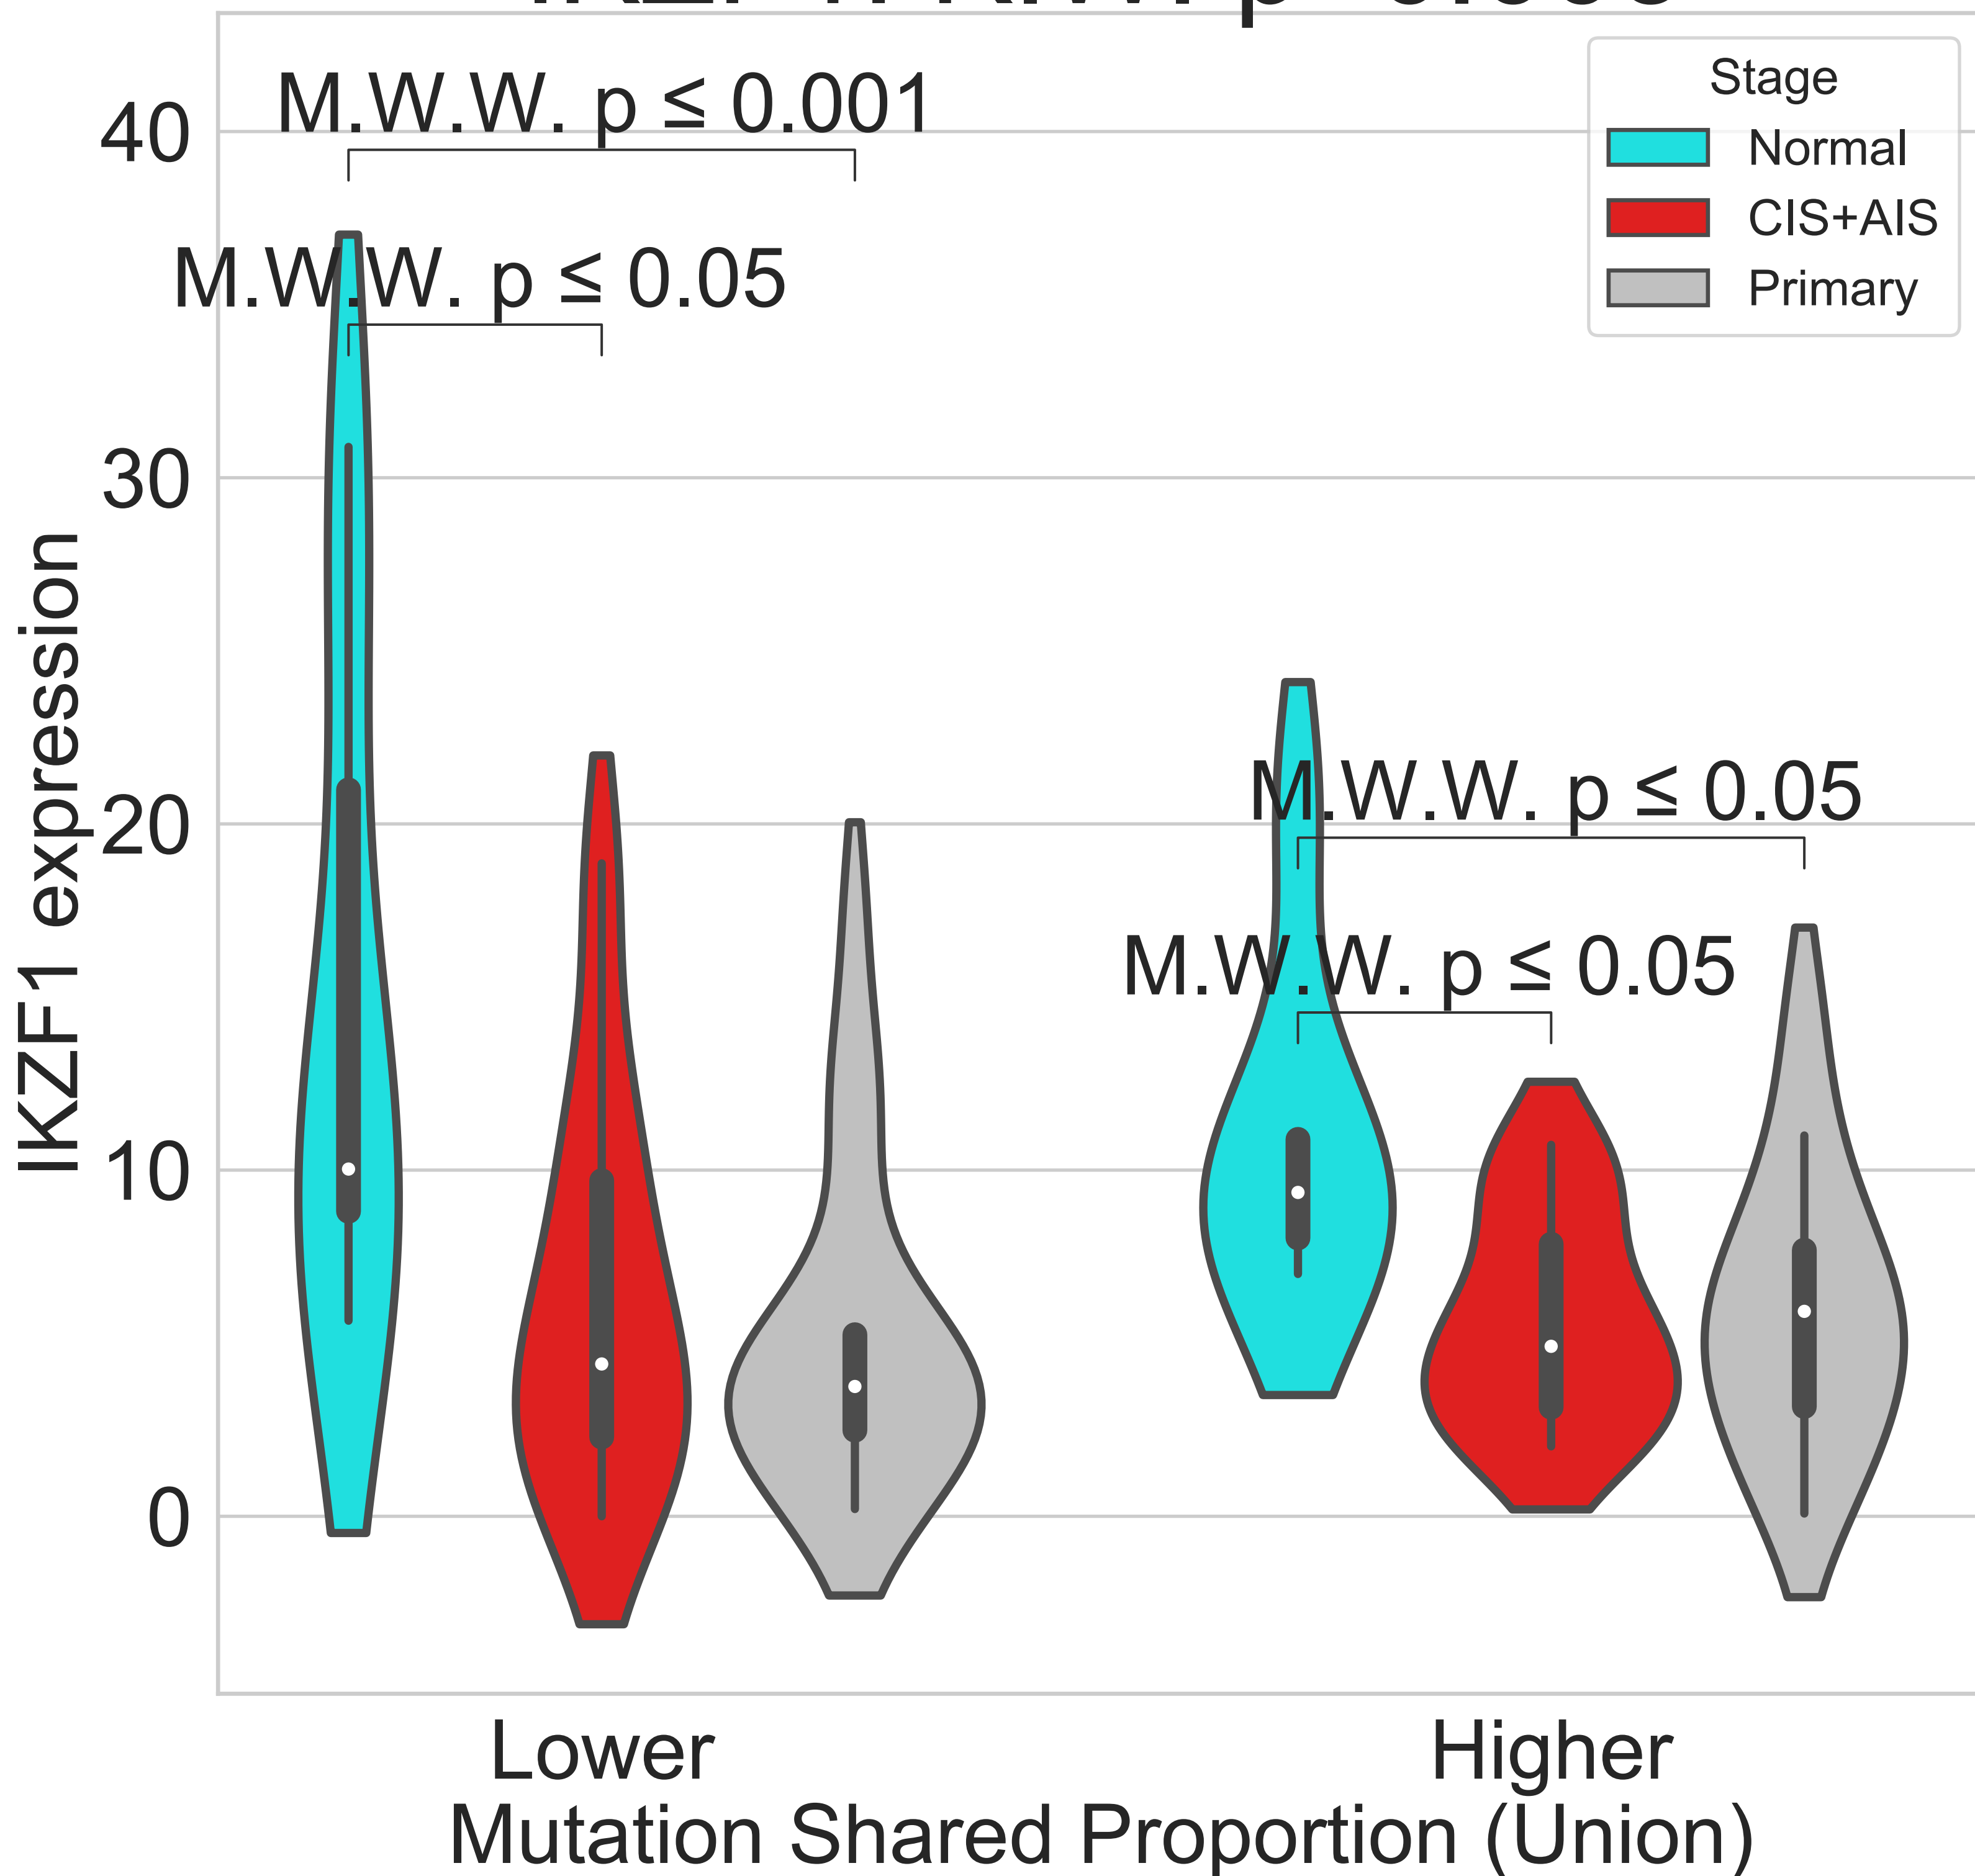 M.W.W. p ≤ 0.001
M.W.W. p ≤ 0.05
M.W.W. p ≤ 0.05
M.W.W. p ≤ 0.05
Stage
Normal
CIS+AIS
Primary
40
30
20
10
0
IKZF1 expression
Lower
Higher
Mutation Shared Proportion (Union)